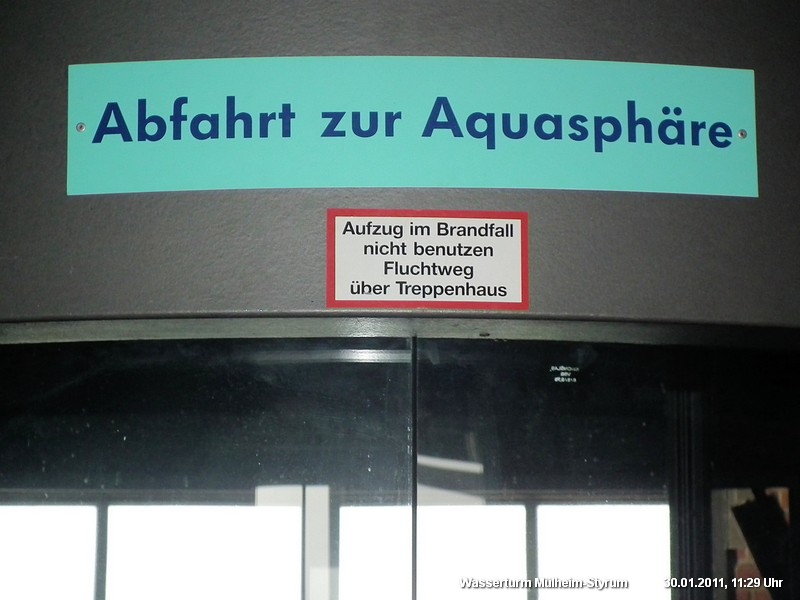 Abfahrt zur Aquasphäre
Aufzug im Brandfall
nicht benutzen
Fluchtweg
über Treppenhaus
Wasserturm Mülheim-Styrum 30.01.2011, 11:29 Uhr